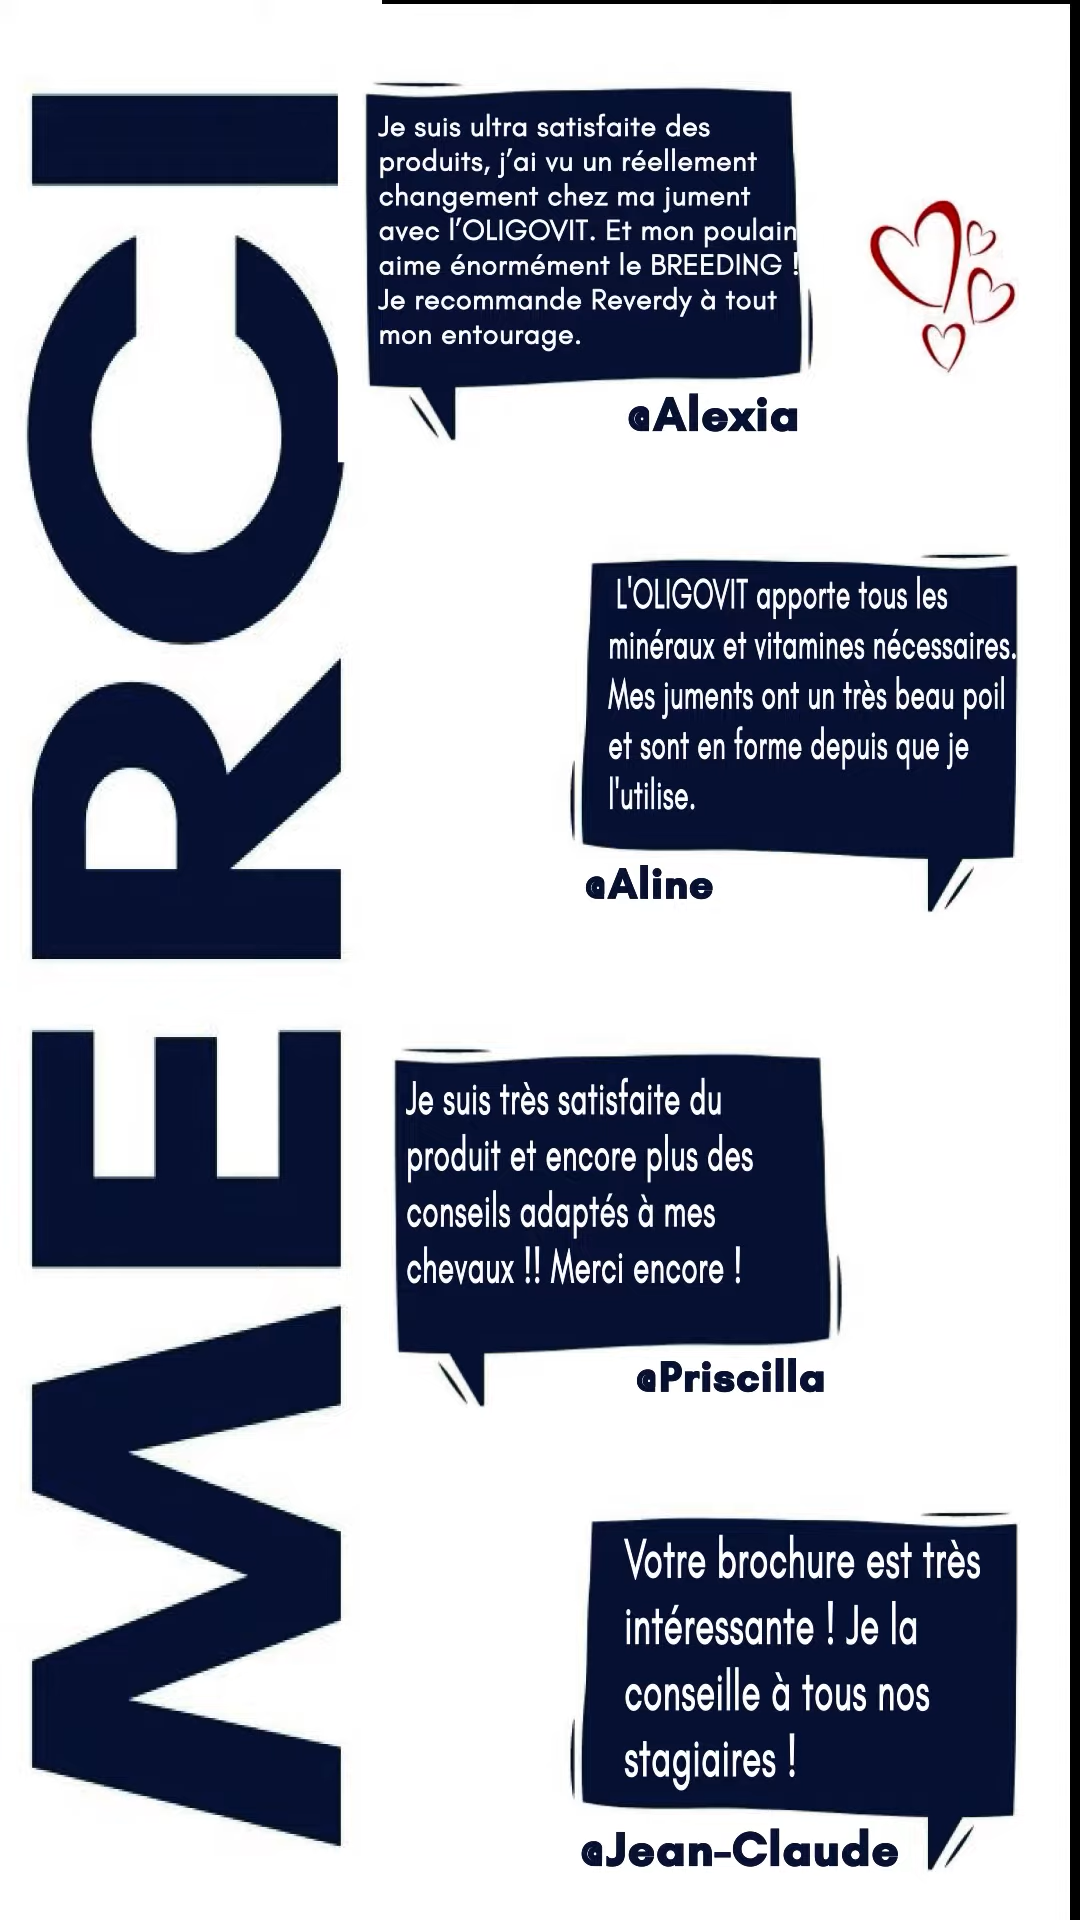 MERCI
Je suis ultra satisfaite des
produits, j’ai vu un réellement
changement chez ma jument
avec l’OLIGOVIT. Et mon poulain
aime énormément le BREEDING !
Je recommande Reverdy à tout
mon entourage.
@Alexia
L'OLIGOVIT apporte tous les
minéraux et vitamines nécessaires.
Mes juments ont un très beau poil
et sont en forme depuis que je
l'utilise.
@Aline
Je suis très satisfaite du
produit et encore plus des
conseils adaptés à mes
chevaux !! Merci encore !
@Priscilla
Votre brochure est très
intéressante ! Je la
conseille à tous nos
stagiaires !
@Jean-Claude